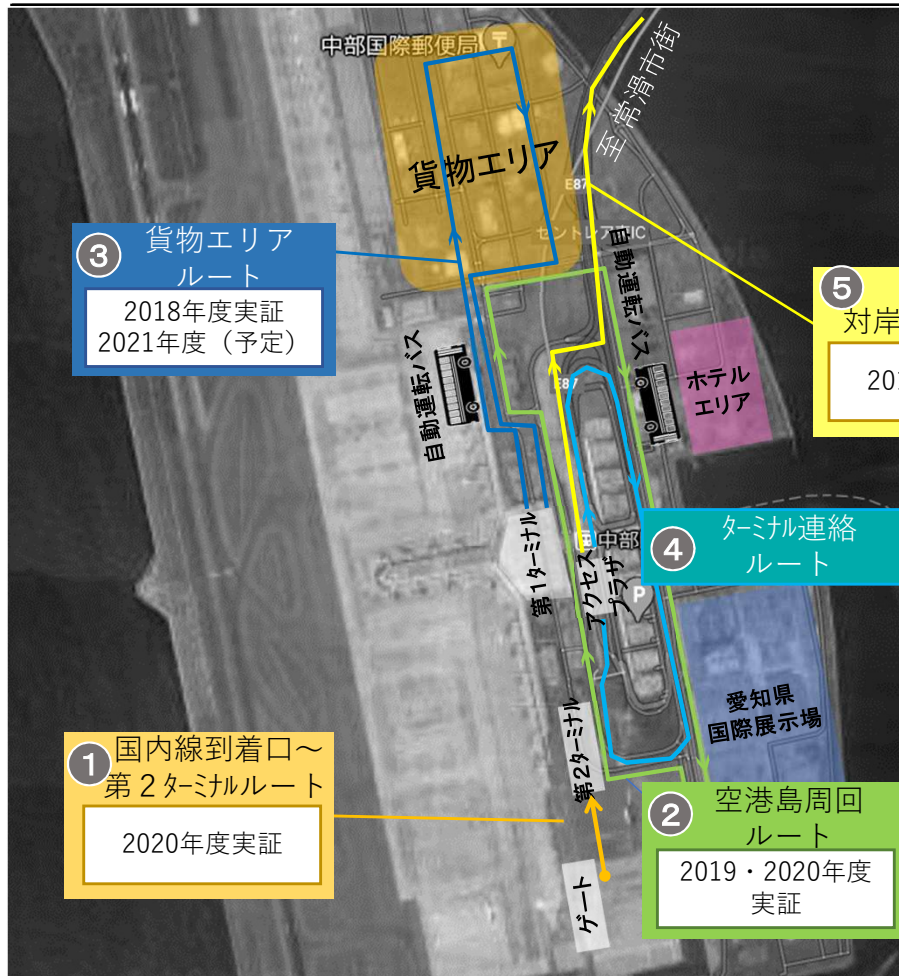 中部国際郵便局
貨物エリア
至常滑市街
E87
セントレアIC
③
貨物エリア
ルート
2018年度実証
2021年度（予定）
自動運転バス
自動運転バス
⑤
対岸
201
ホテル
エリア
E87
第1ターミナル
アクセス
プラザ
中部
P
④
ターミナル連絡
ルート
愛知県
国際展示場
①
国内線到着口～
第２ターミナルルート
2020年度実証
第2ターミナル
ゲート
②
空港島周回
ルート
2019・2020年度
実証